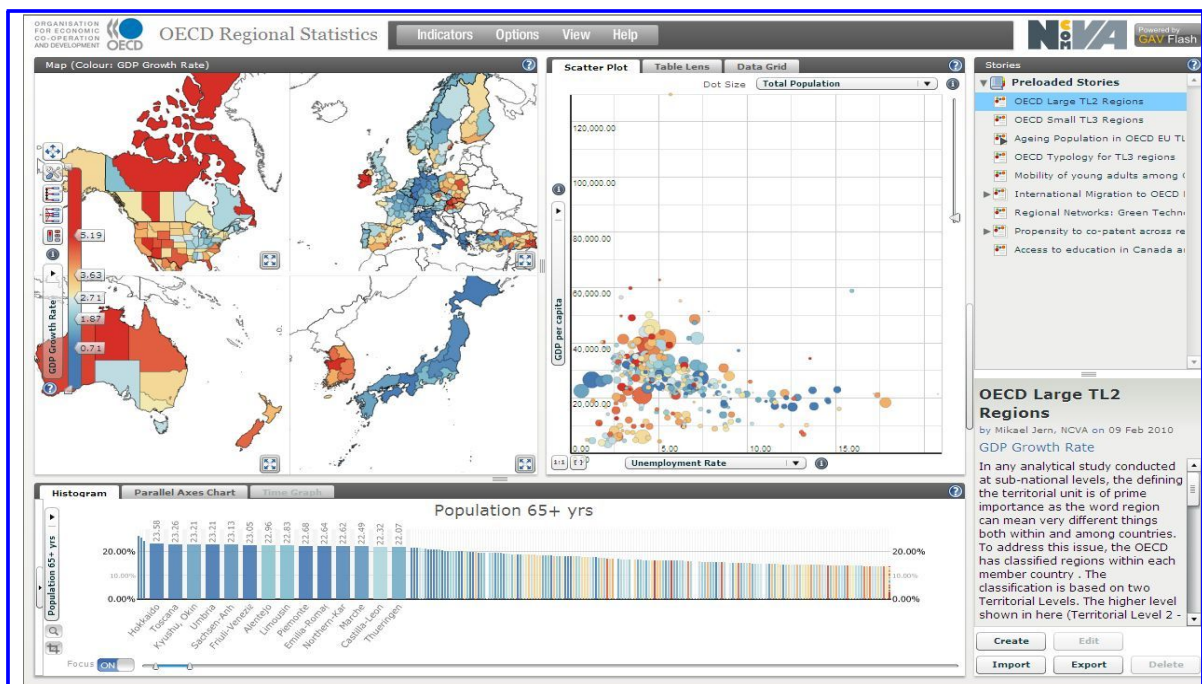 ORGANISATION
FOR ECONOMIC
CO-OPERATION
AND DEVELOPMENT
OECD
OECD Regional Statistics
Indicators Options View Help
NComVA
Powered by
GAV Flash
Map (Colour: GDP Growth Rate)
5.19
3.63
2.71
1.87
0.71
GDP Growth Rate
Scatter Plot Table Lens Data Grid
Dot Size Total Population
120,000.00
100,000.00
80,000.00
60,000.00
40,000.00
20,000.00
0.00 5.00 10.00 15.00
GDP per capita
1:1
Unemployment Rate
Stories
Preloaded Stories
OECD Large TL2 Regions
OECD Small TL3 Regions
Ageing Population in OECD EU TL
OECD Typology for TL3 regions
Mobility of young adults among
International Migration to OECD
Regional Networks: Green Techno
Propensity to co-patent across re
Access to education in Canada a
OECD Large TL2
Regions
by Mikael Jern, NCVA on 09 Feb 2010
GDP Growth Rate
In any analytical study conducted
at sub-national levels, the defining
the territorial unit is of prime
importance as the word region
can mean very different things
both within and among countries.
To address this issue, the OECD
has classified regions within each
member country . The
classification is based on two
Territorial Levels. The higher level
shown in here (Territorial Level 2 -
Create Edit
Import Export Delete
Histogram Parallel Axes Chart Time Graph
Population 65+ yrs
Population 65+ yrs
23.58 23.26 23.21 23.21 23.13 23.05 22.96 22.83 22.68 22.64 22.62 22.49 22.32 22.07
20.00% 20.00%
10.00% 10.00%
0.00% 0.00%
Hokkaido
Toscana
Kyushu, Okin
Umbria
Sachsen-Anh
Friuli-Venezia
Alentejo
Limousin
Piemonte
Emilia-Romag
Northern-Kar
Marche
Castilla-Leon
Thueringen
Focus ON